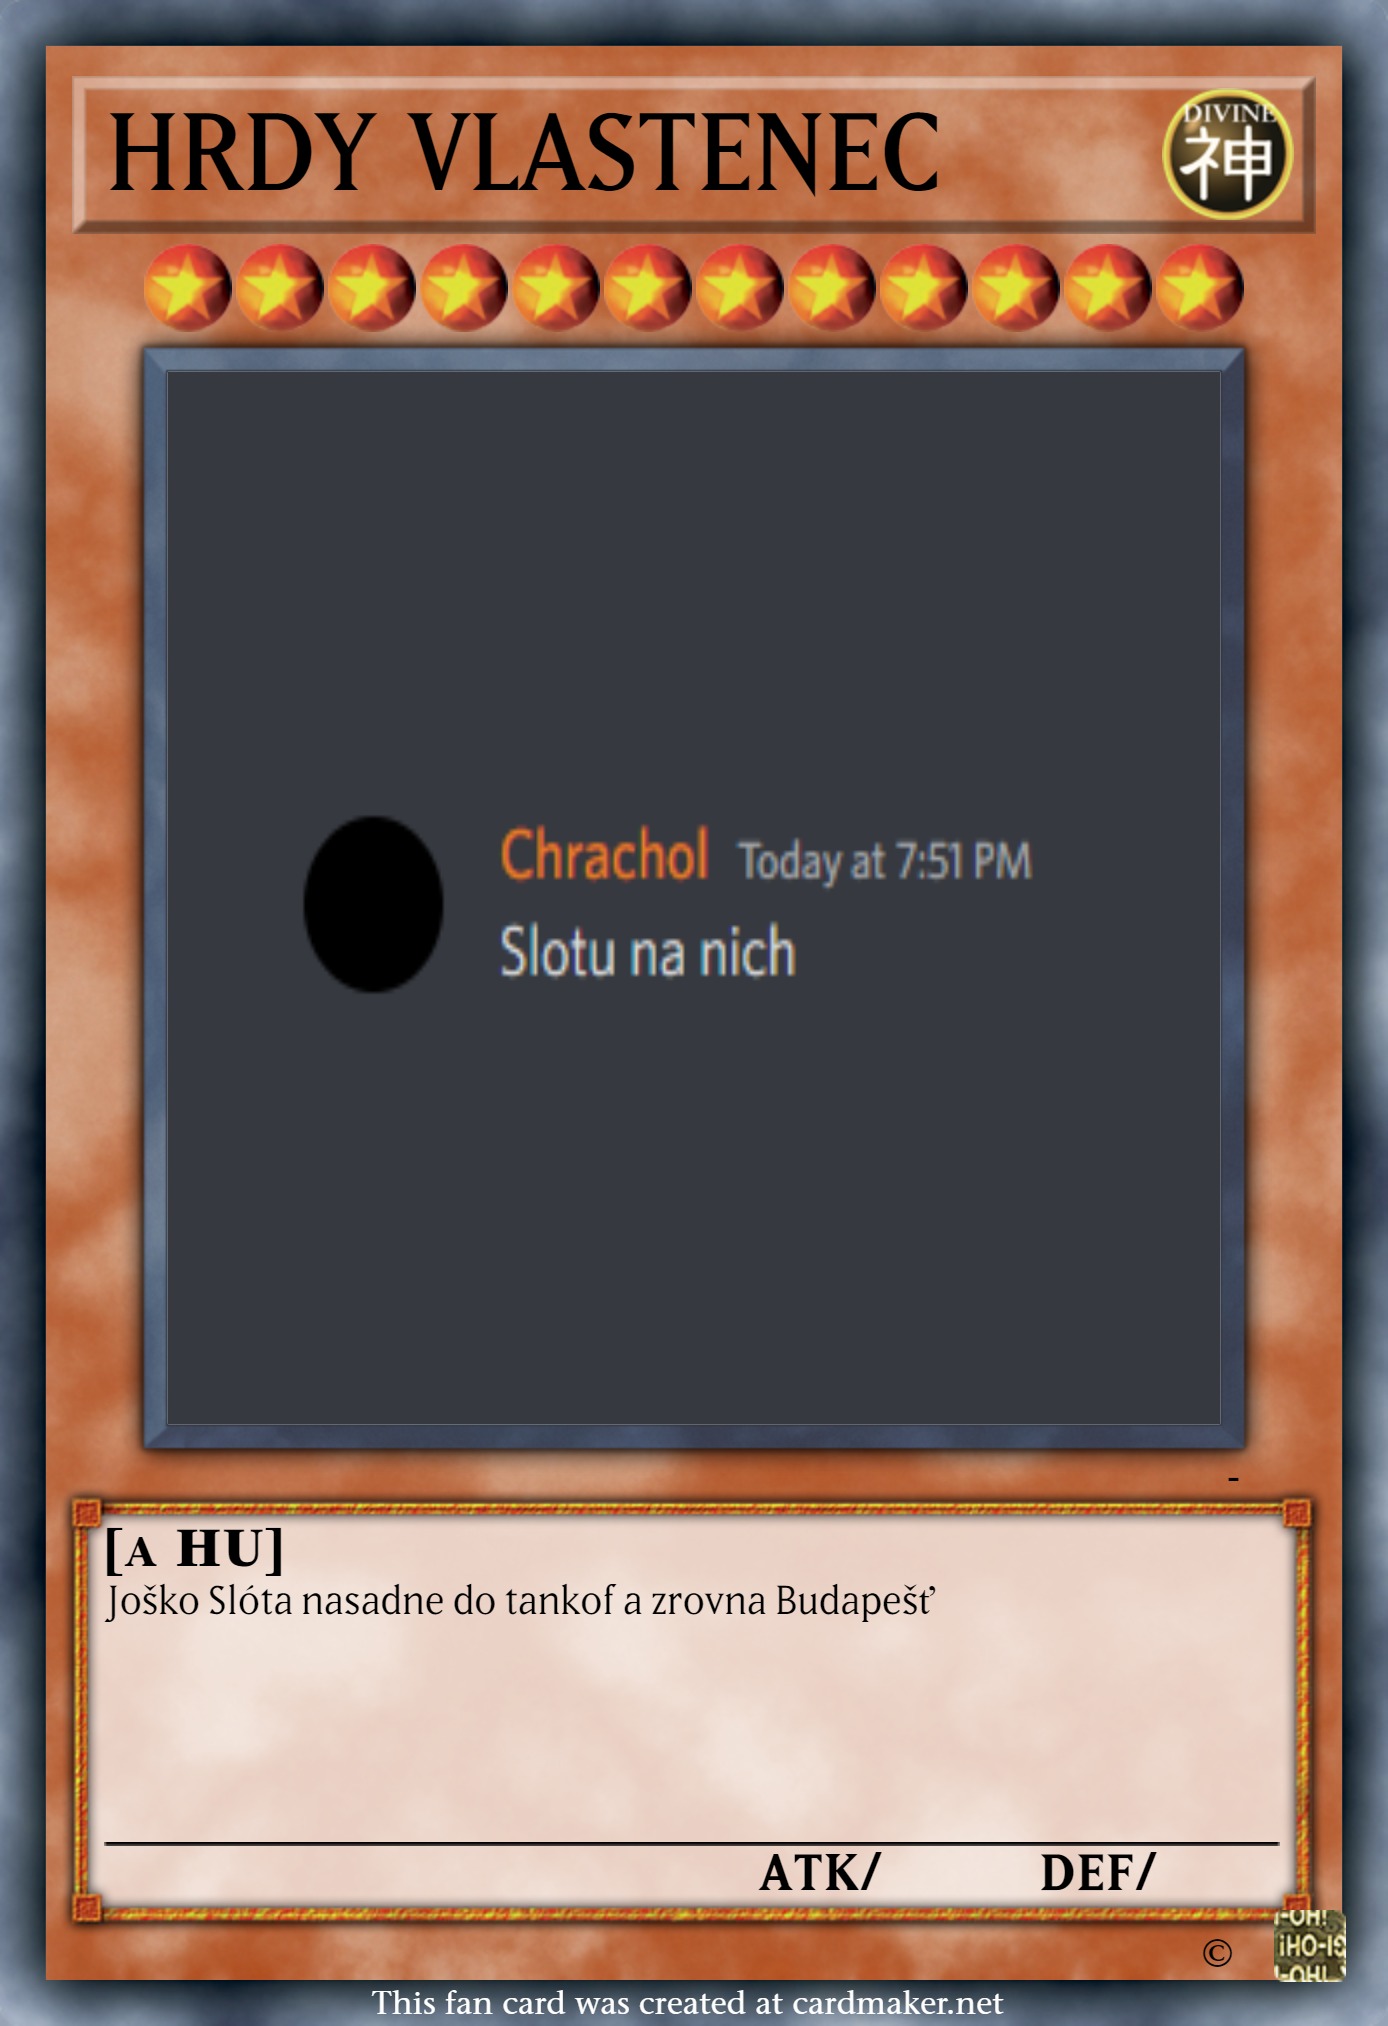 HRDY VLASTENEC
DIVINE
神
Chrachol Today at 7:51 PM
Slotu na nich
-
[A HU]
Joško Slóta nasadne do tankof a zrovna Budapešť
ATK/ DEF/
©
This fan card was created at cardmaker.net